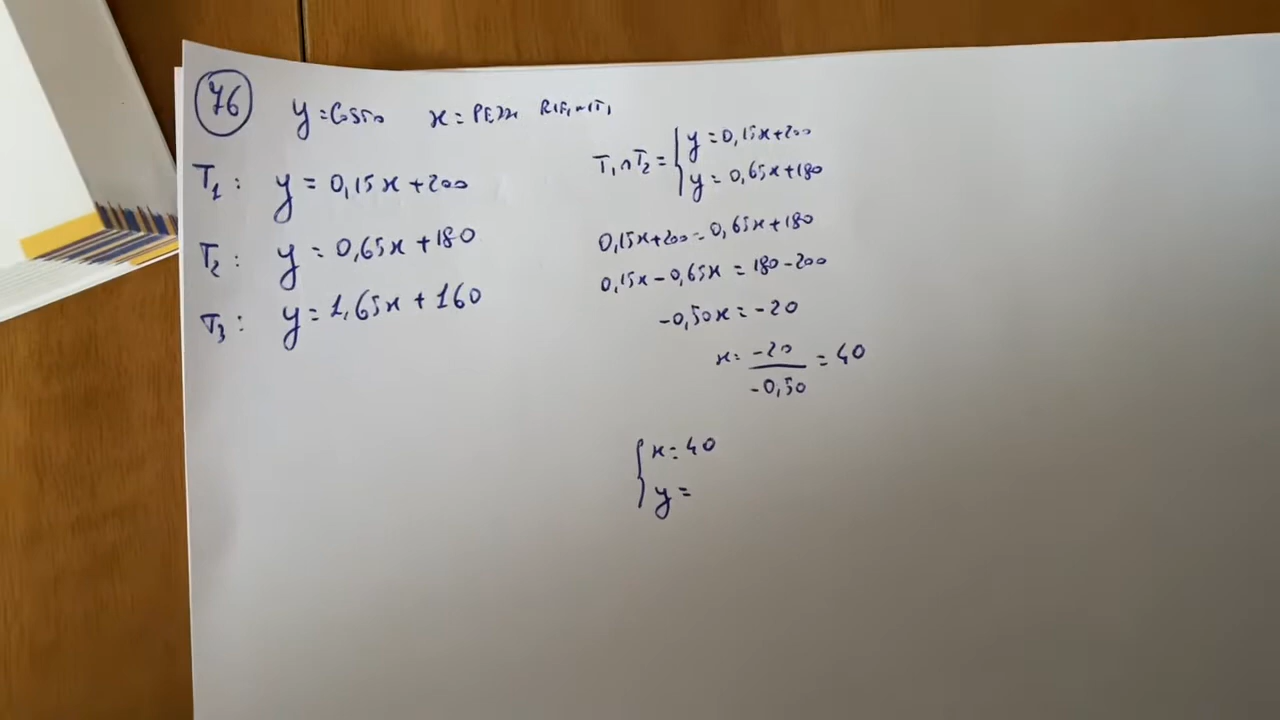 76
y = Costo x = PEZZI RIFINITI
T1: y = 0,15x + 200
T2: y = 0,65x + 180
T3: y = 1,65x + 160
T1 ∩ T2 = { y = 0,15x + 200
y = 0,65x + 180
0,15x + 200 = 0,65x + 180
0,15x - 0,65x = 180 - 200
-0,50x = -20
x = -20 / -0,50 = 40
{ x = 40
y =